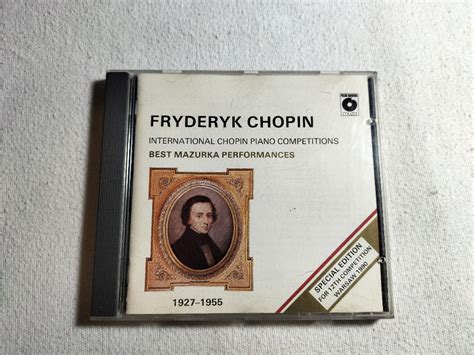 FRYDERYK CHOPIN
INTERNATIONAL CHOPIN PIANO COMPETITIONS
BEST MAZURKA PERFORMANCES
1927–1955
SPECIAL EDITION
FOR 12TH COMPETITION
WARSAW 1990